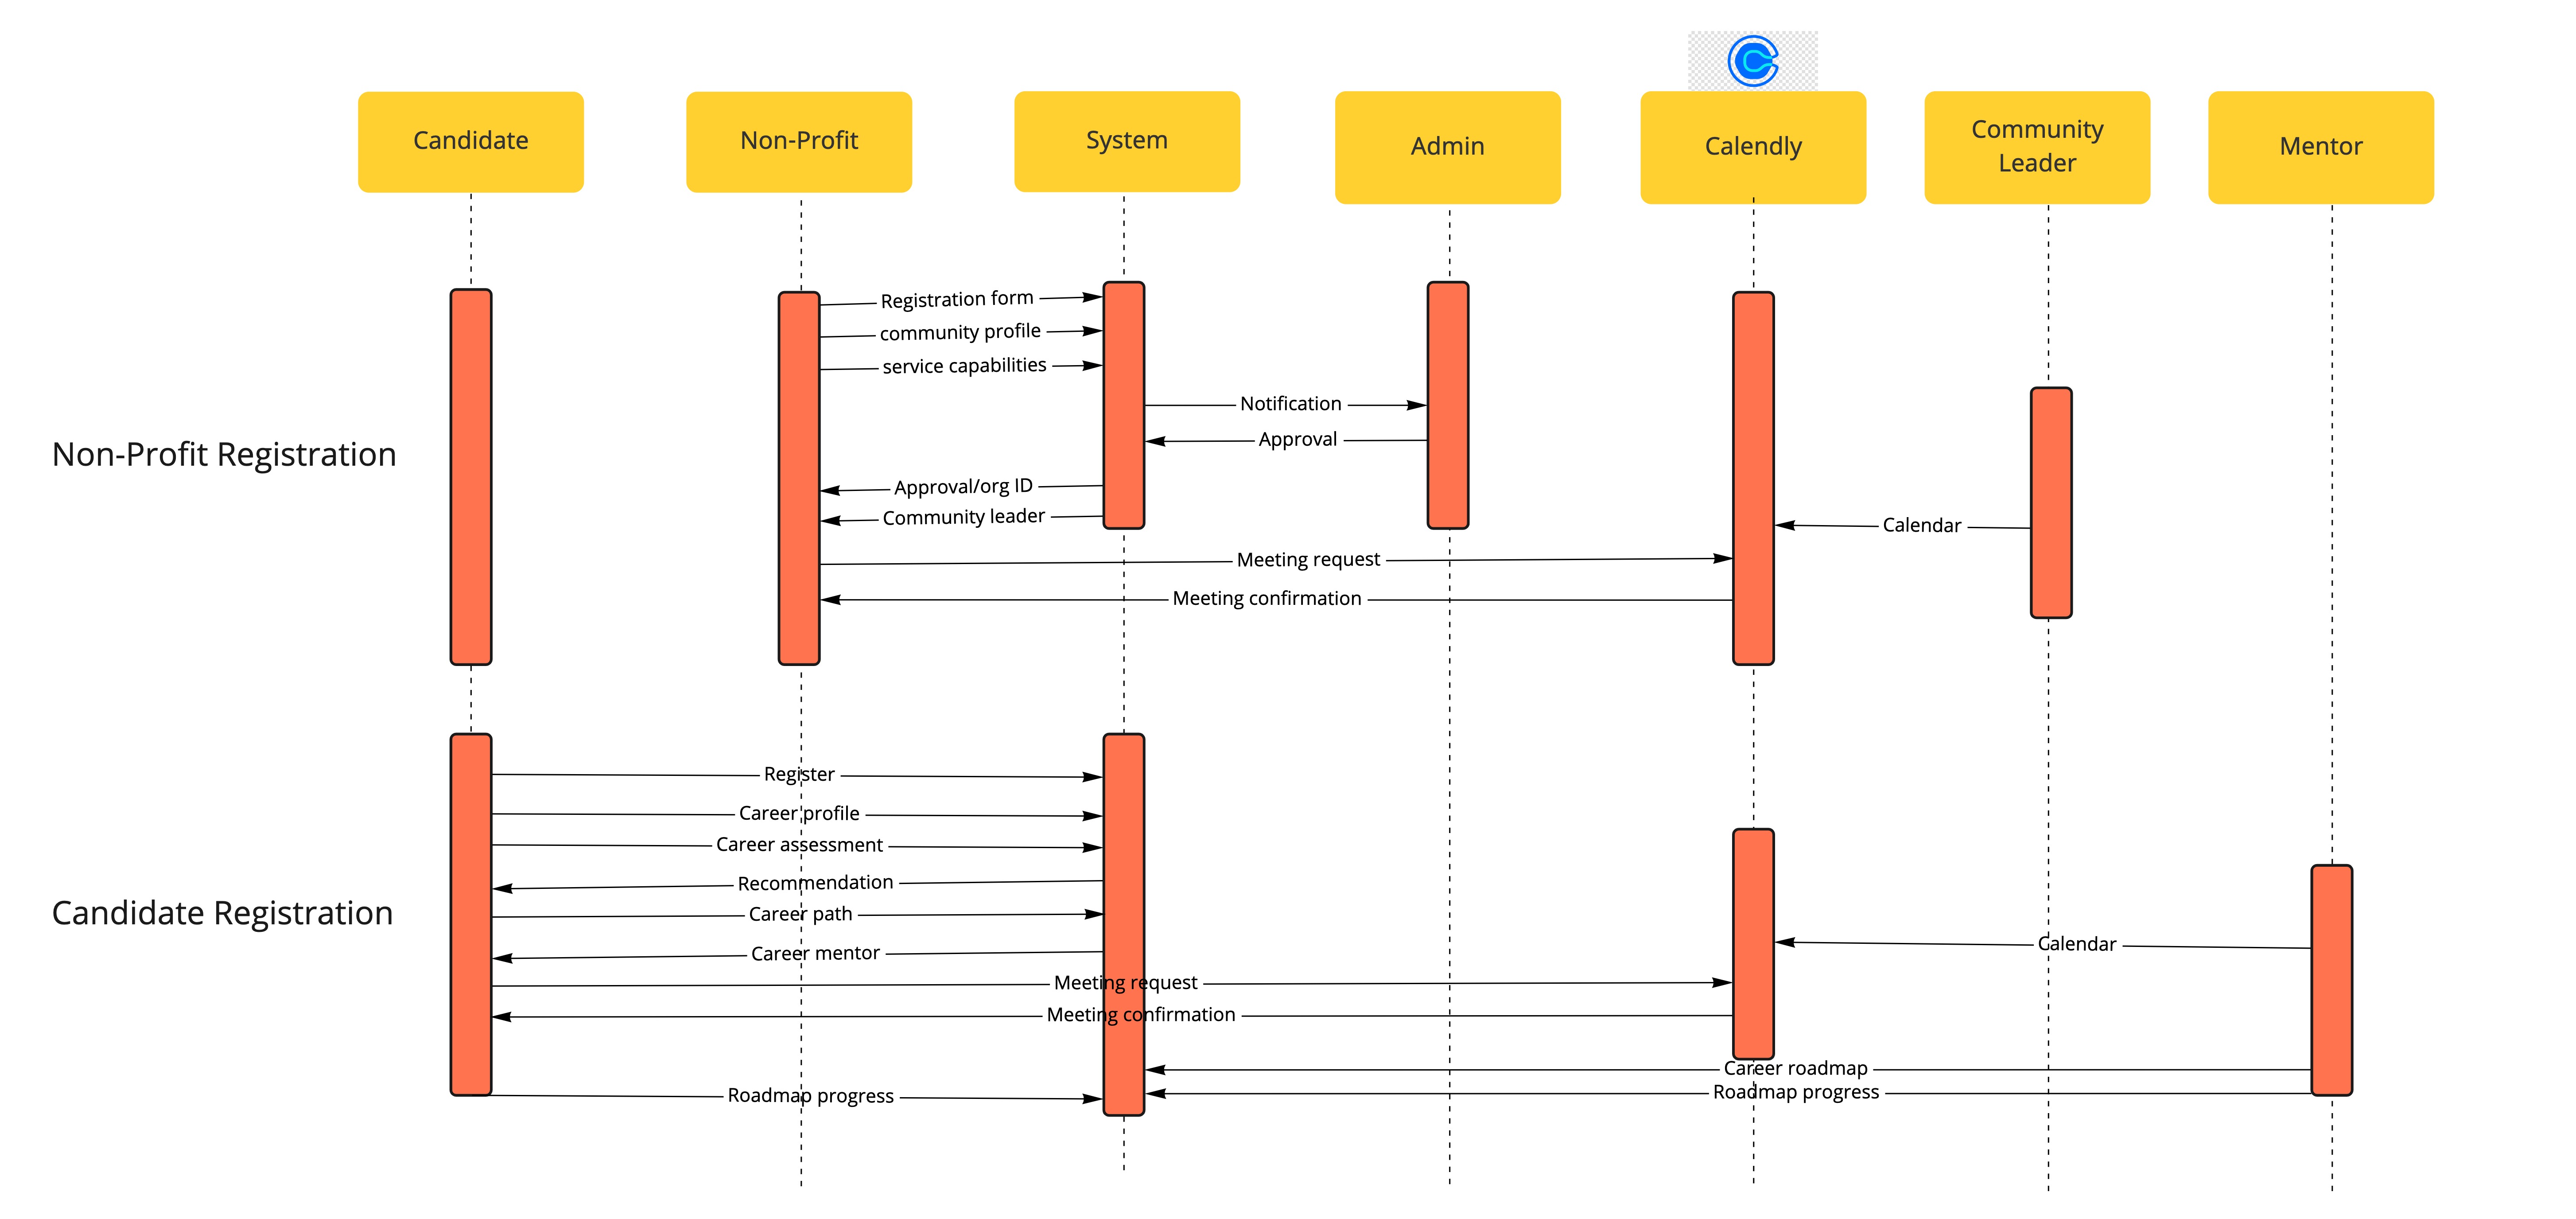 Candidate
Non-Profit
System
Admin
Calendly
Community
Leader
Mentor
Non-Profit Registration
Registration form
community profile
service capabilities
Notification
Approval
Approval/org ID
Community leader
Calendar
Meeting request
Meeting confirmation
Candidate Registration
Register
Career profile
Career assessment
Recommendation
Career path
Career mentor
Calendar
Meeting request
Meeting confirmation
Career roadmap
Roadmap progress
Roadmap progress